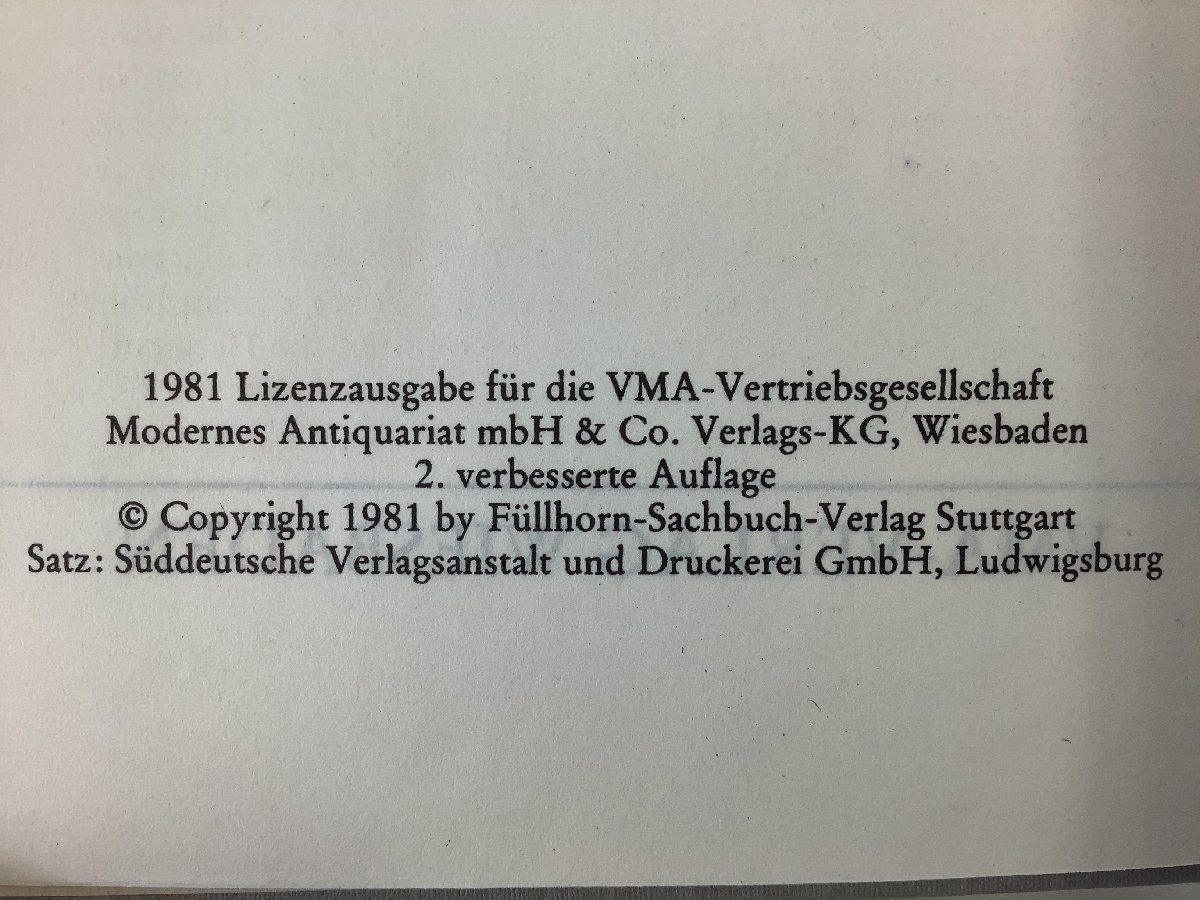 1981 Lizenzausgabe für die VMA-Vertriebsgesellschaft
Modernes Antiquariat mbH & Co. Verlags-KG, Wiesbaden
2. verbesserte Auflage
© Copyright 1981 by Füllhorn-Sachbuch-Verlag Stuttgart
Satz: Süddeutsche Verlagsanstalt und Druckerei GmbH, Ludwigsburg